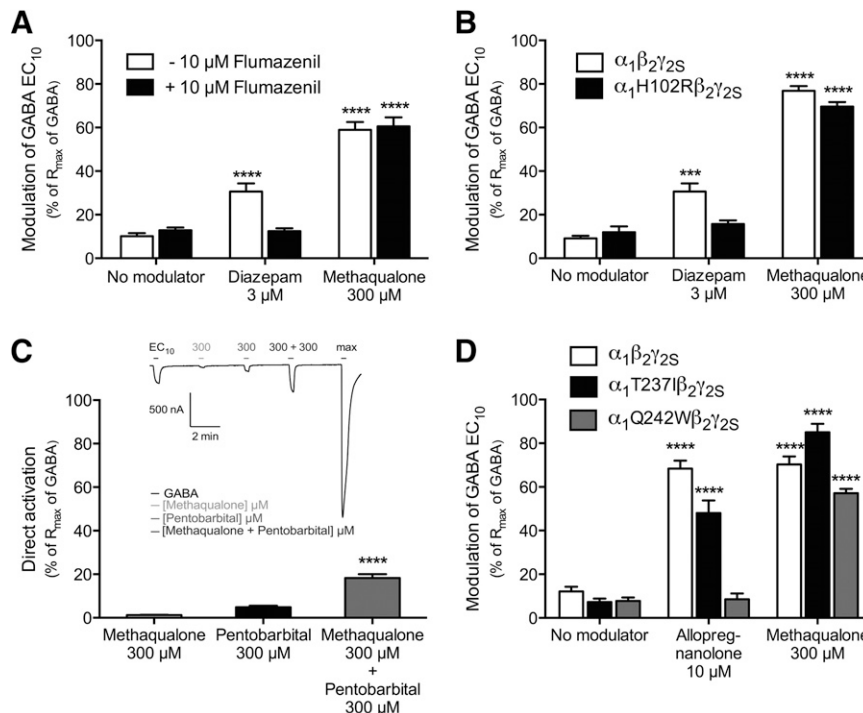 A
Modulation of GABA EC10
(% of Rmax of GABA)
100
80
60
40
20
0
- 10 µM Flumazenil
+ 10 µM Flumazenil
****
**** ****
No modulator
Diazepam
3 µM
Methaqualone
300 µM
B
Modulation of GABA EC10
(% of Rmax of GABA)
100
80
60
40
20
0
α1β2γ2S
α1H102Rβ2γ2S
***
****
****
No modulator
Diazepam
3 µM
Methaqualone
300 µM
C
Direct activation
(% of Rmax of GABA)
100
80
60
40
20
0
EC10 300 300 300 + 300 max
500 nA
2 min
GABA
[Methaqualone] µM
[Pentobarbital] µM
[Methaqualone + Pentobarbital] µM
****
Methaqualone
300 µM
Pentobarbital
300 µM
Methaqualone
300 µM
+
Pentobarbital
300 µM
D
Modulation of GABA EC10
(% of Rmax of GABA)
100
80
60
40
20
0
α1β2γ2S
α1T237Iβ2γ2S
α1Q242Wβ2γ2S
****
****
****
****
****
No modulator
Allopreg-
nanolone
10 µM
Methaqualone
300 µM